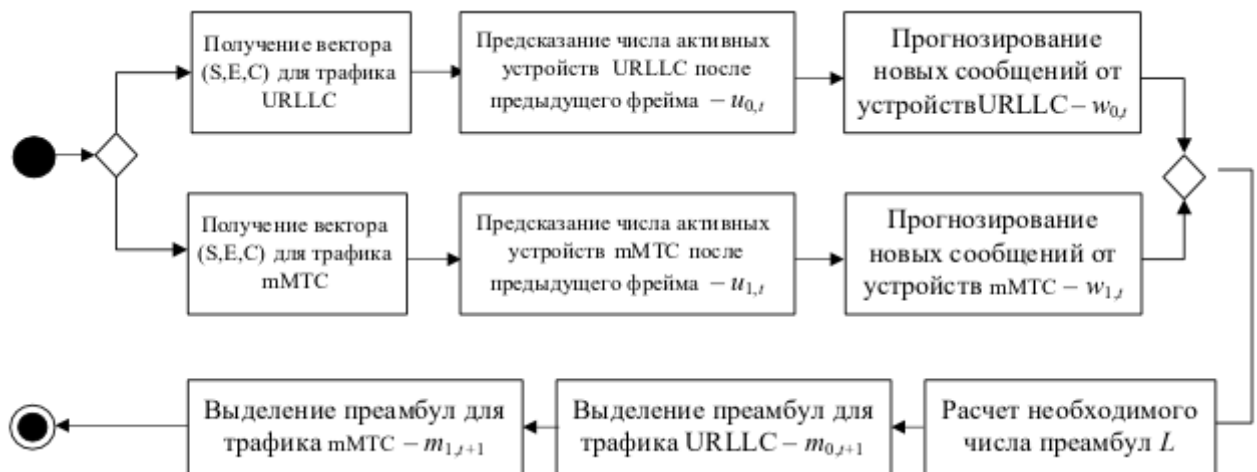 Получение вектора
(S,E,C) для трафика
URLLC
Предсказание числа активных
устройств URLLC после
предыдущего фрейма – u₀,ₜ
Прогнозирование
новых сообщений от
устройствURLLC – w₀,ₜ
Получение вектора
(S,E,C) для трафика
mMTC
Предсказание числа активных
устройств mMTC после
предыдущего фрейма – u₁,ₜ
Прогнозирование
новых сообщений от
устройств mMTC – w₁,ₜ
Выделение преамбул для
трафика mMTC – m₁,ₜ₊₁
Выделение преамбул для
трафика URLLC – m₀,ₜ₊₁
Расчет необходимого
числа преамбул L